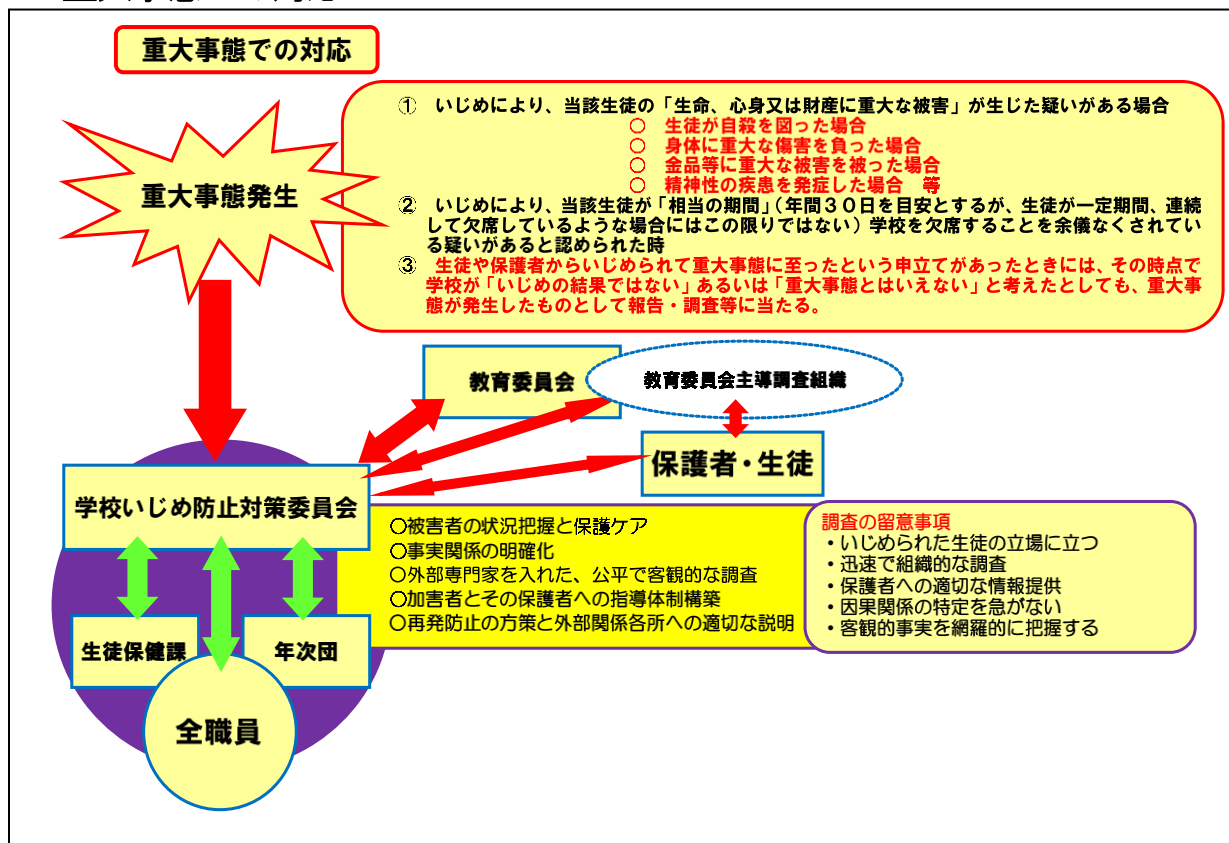 重大事態での対応
① いじめにより、当該生徒の「生命、心身又は財産に重大な被害」が生じた疑いがある場合
○ 生徒が自殺を図った場合
○ 身体に重大な傷害を負った場合
○ 金品等に重大な被害を被った場合
○ 精神性の疾患を発症した場合 等
② いじめにより、当該生徒が「相当の期間」（年間３０日を目安とするが、生徒が一定期間、連続
して欠席しているような場合にはこの限りではない）学校を欠席することを余儀なくされてい
る疑いがあると認められた時
③ 生徒や保護者からいじめられて重大事態に至ったという申立てがあったときには、その時点で
学校が「いじめの結果ではない」あるいは「重大事態とはいえない」と考えたとしても、重大事
態が発生したものとして報告・調査等に当たる。
重大事態発生
教育委員会
教育委員会主導調査組織
保護者・生徒
学校いじめ防止対策委員会
○被害者の状況把握と保護ケア
○事実関係の明確化
○外部専門家を入れた、公平で客観的な調査
○加害者とその保護者への指導体制構築
○再発防止の方策と外部関係各所への適切な説明
調査の留意事項
・いじめられた生徒の立場に立つ
・迅速で組織的な調査
・保護者への適切な情報提供
・因果関係の特定を急がない
・客観的事実を網羅的に把握する
生徒保健課
年次団
全職員